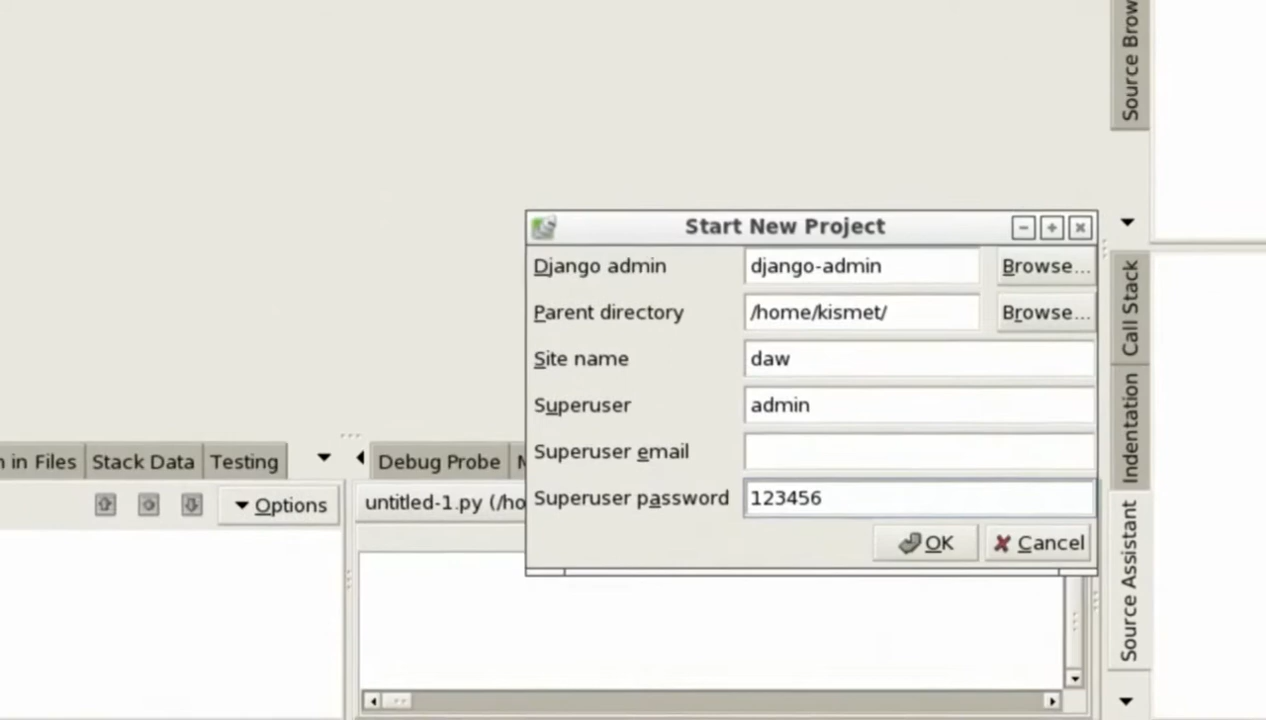 Source Brow
Start New Project
Django admin django-admin Browse...
Parent directory /home/kismet/ Browse...
Site name daw
Superuser admin
Superuser email
Superuser password 123456
OK Cancel
Call Stack
Indentation
Source Assistant
in Files Stack Data Testing
Options
Debug Probe
untitled-1.py (/ho